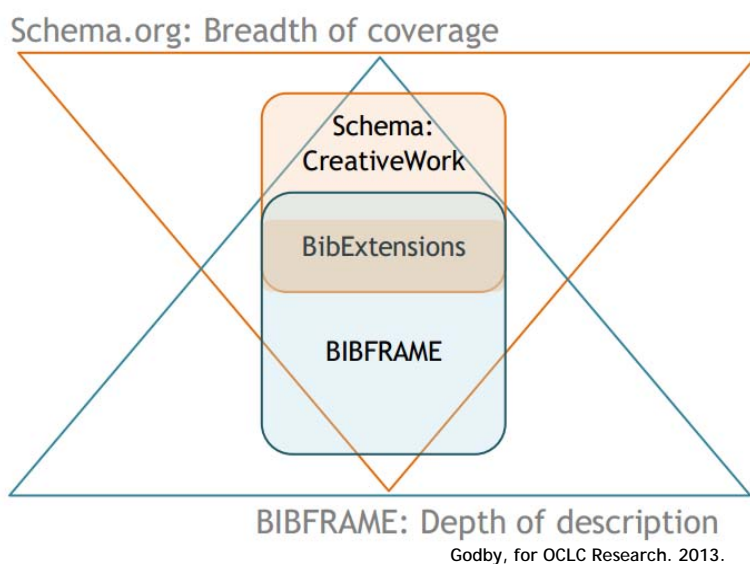 Schema.org: Breadth of coverage
Schema:
CreativeWork
BibExtensions
BIBFRAME
BIBFRAME: Depth of description
Godby, for OCLC Research. 2013.